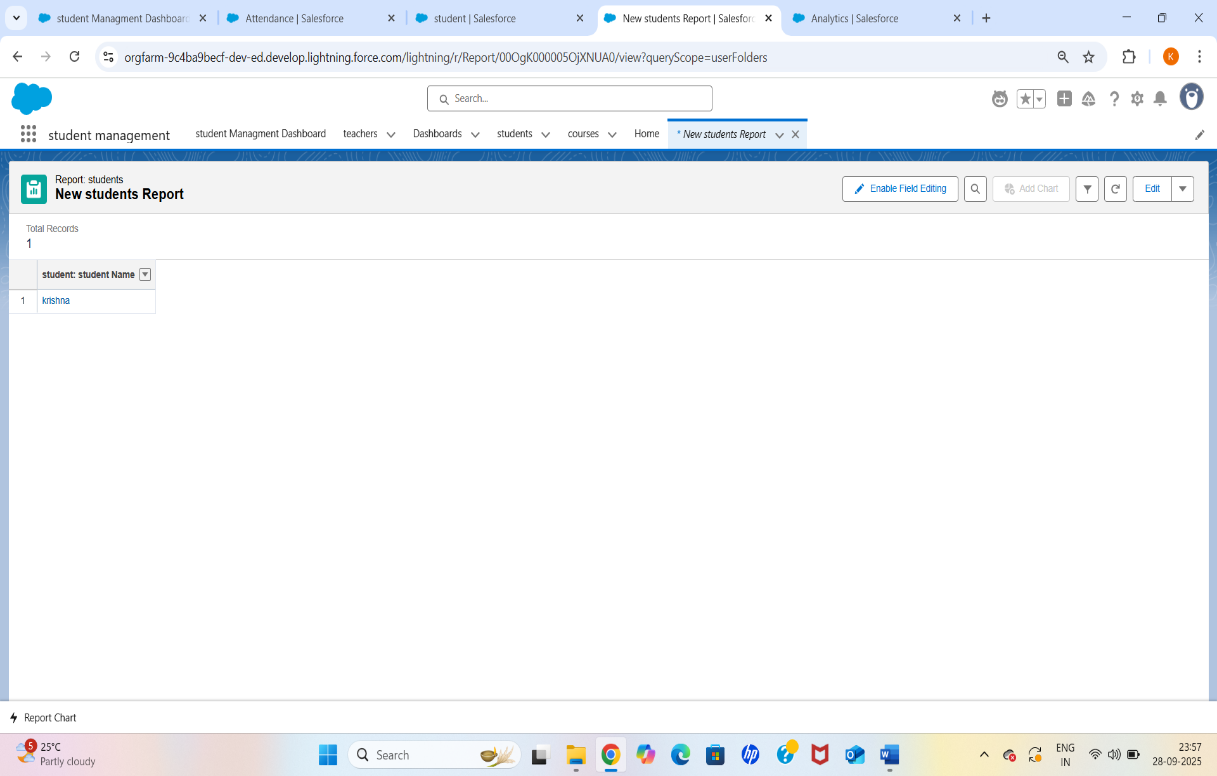 student Managment Dashboard
Attendance | Salesforce
student | Salesforce
New students Report | Salesforc
Analytics | Salesforce
orgfarm-9c4ba9becf-dev-ed.develop.lightning.force.com/lightning/r/Report/00OgK000005OjXNUA0/view?queryScope=userFolders
K
Search...
student management
student Managment Dashboard
teachers
Dashboards
students
courses
Home
* New students Report
Report: students
New students Report
Enable Field Editing
Add Chart
Edit
Total Records
1
student: student Name
1 krishna
Report Chart
5
25°C
Partly cloudy
Search
ENG
IN
23:57
28-09-2025